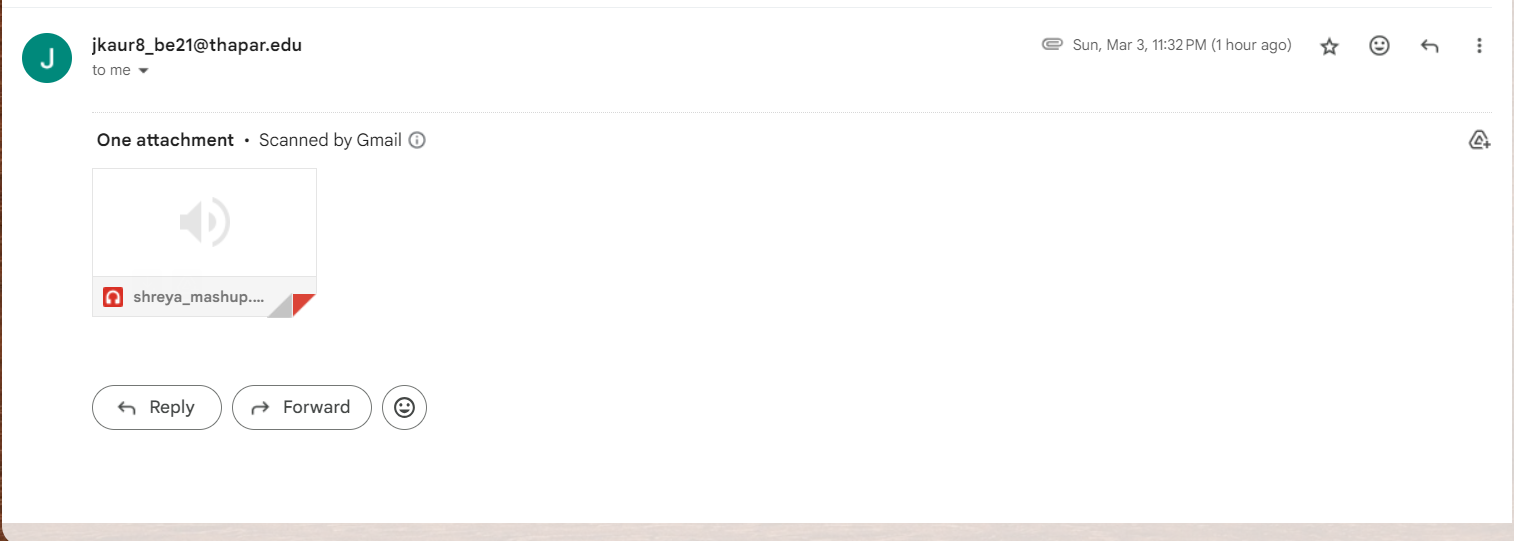 J
jkaur8_be21@thapar.edu
Sun, Mar 3, 11:32 PM (1 hour ago)
to me
One attachment • Scanned by Gmail
shreya_mashup....
Reply
Forward